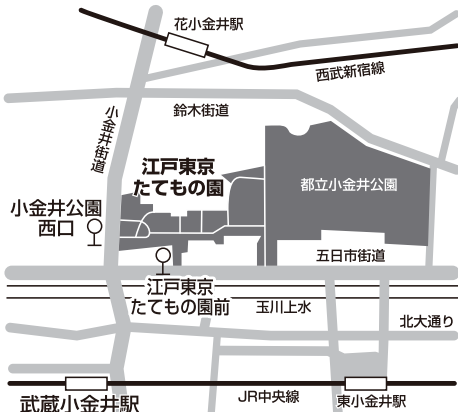 花小金井駅
西武新宿線
鈴木街道
小金井街道
江戸東京
たてもの園
都立小金井公園
小金井公園
西口
五日市街道
江戸東京
たてもの園前
玉川上水
北大通り
武蔵小金井駅
JR中央線
東小金井駅